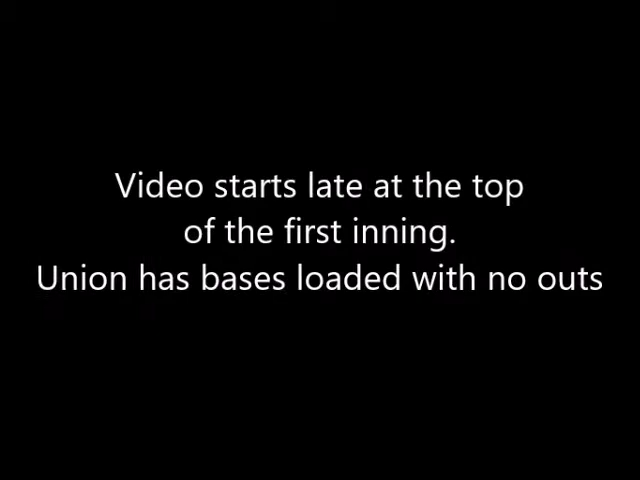 Video starts late at the top
of the first inning.
Union has bases loaded with no outs